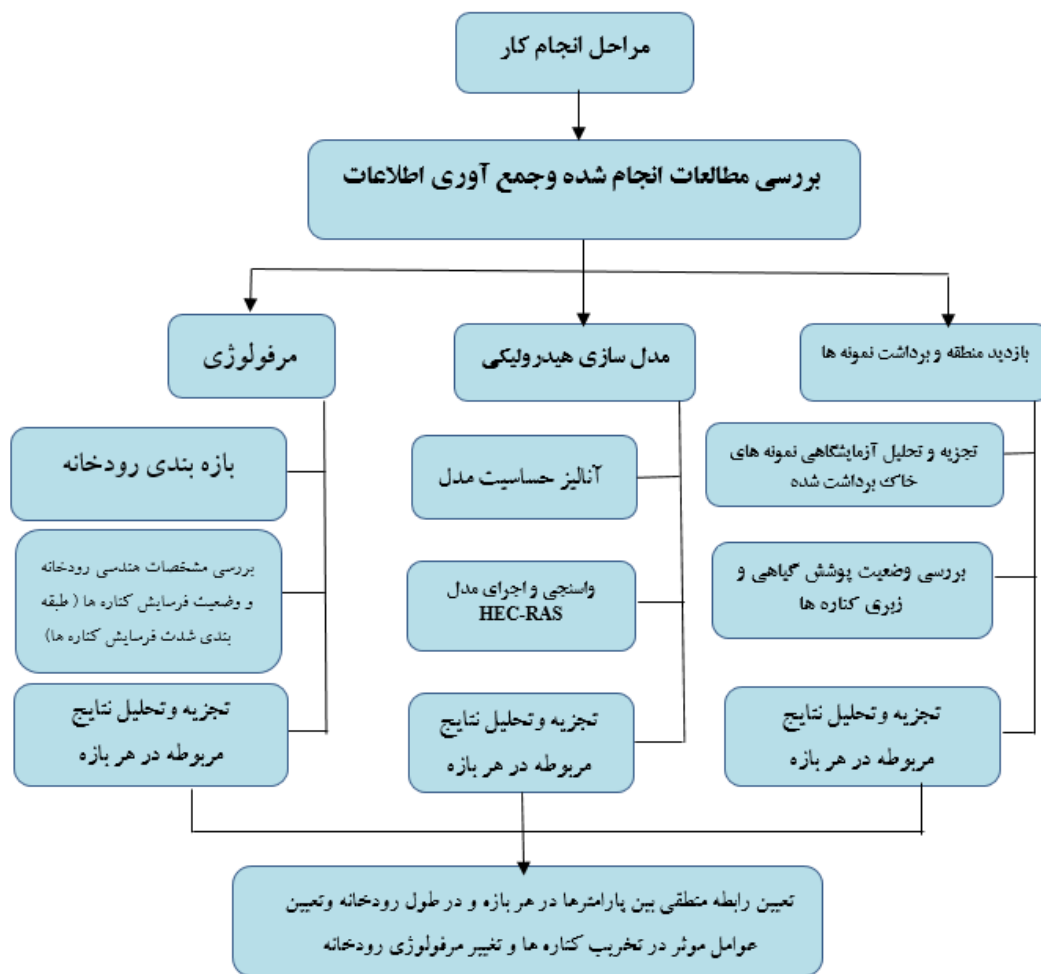 مراحل انجام کار
بررسی مطالعات انجام شده وجمع آوری اطلاعات
بازدید منطقه و برداشت نمونه ها
تجزیه و تحلیل آزمایشگاهی نمونه های
خاک برداشت شده
بررسی وضعیت پوشش گیاهی و
زبری کناره ها
تجزیه وتحلیل نتایج
مربوطه در هر بازه
مدل سازی هیدرولیکی
آنالیز حساسیت مدل
واسنجی و اجرای مدل
HEC-RAS
تجزیه وتحلیل نتایج
مربوطه در هر بازه
مرفولوژی
بازه بندی رودخانه
بررسی مشخصات هندسی رودخانه
و وضعیت فرسایش کناره ها ( طبقه
بندی شدت فرسایش کناره ها)
تجزیه وتحلیل نتایج
مربوطه در هر بازه
تعیین رابطه منطقی بین پارامترها در هر بازه و در طول رودخانه وتعیین
عوامل موثر در تخریب کناره ها و تغییر مرفولوژی رودخانه